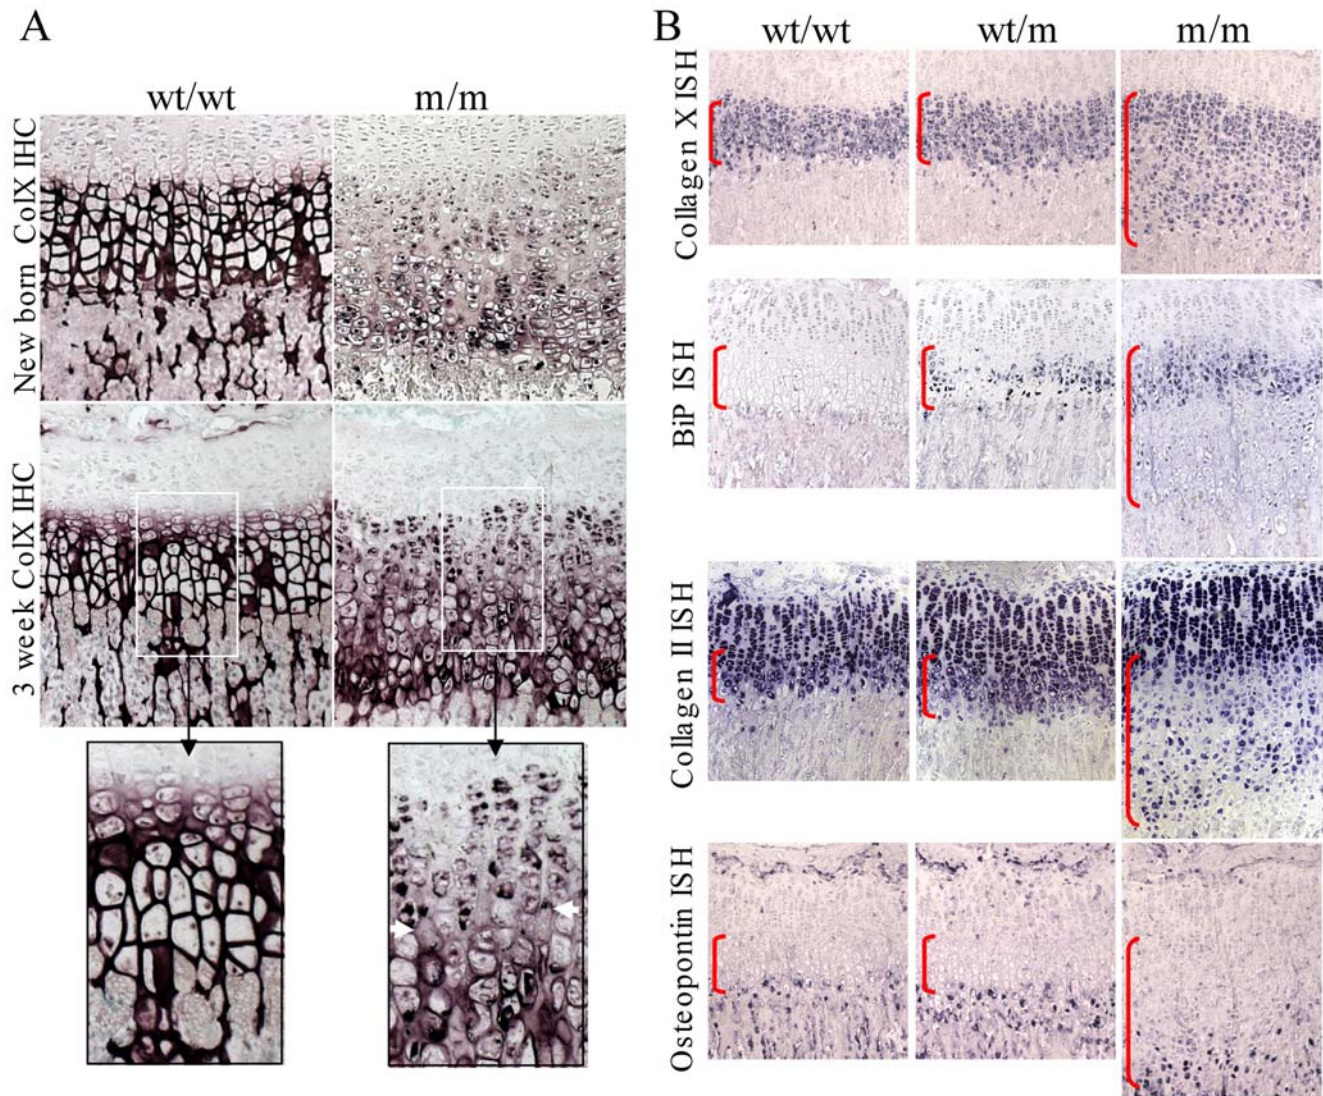 A
wt/wt
m/m
New born ColX IHC
3 week ColX IHC
B
wt/wt
wt/m
m/m
Collagen X ISH
BiP ISH
Collagen II ISH
Osteopontin ISH